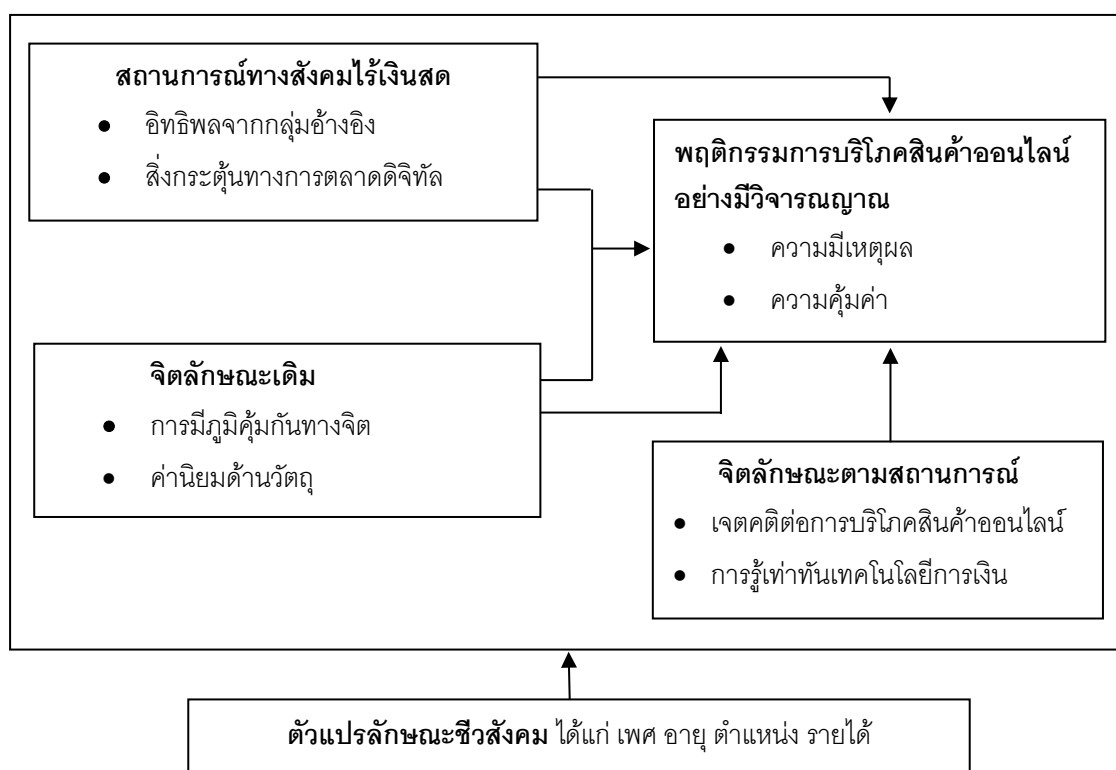 สถานการณ์ทางสังคมไร้เงินสด
● อิทธิพลจากกลุ่มอ้างอิง
● สิ่งกระตุ้นทางการตลาดดิจิทัล
พฤติกรรมการบริโภคสินค้าออนไลน์
อย่างมีวิจารณญาณ
● ความมีเหตุผล
● ความคุ้มค่า
จิตลักษณะเดิม
● การมีภูมิคุ้มกันทางจิต
● ค่านิยมด้านวัตถุ
จิตลักษณะตามสถานการณ์
● เจตคติต่อการบริโภคสินค้าออนไลน์
● การรู้เท่าทันเทคโนโลยีการเงิน
ตัวแปรลักษณะชีวสังคม ได้แก่ เพศ อายุ ตำแหน่ง รายได้